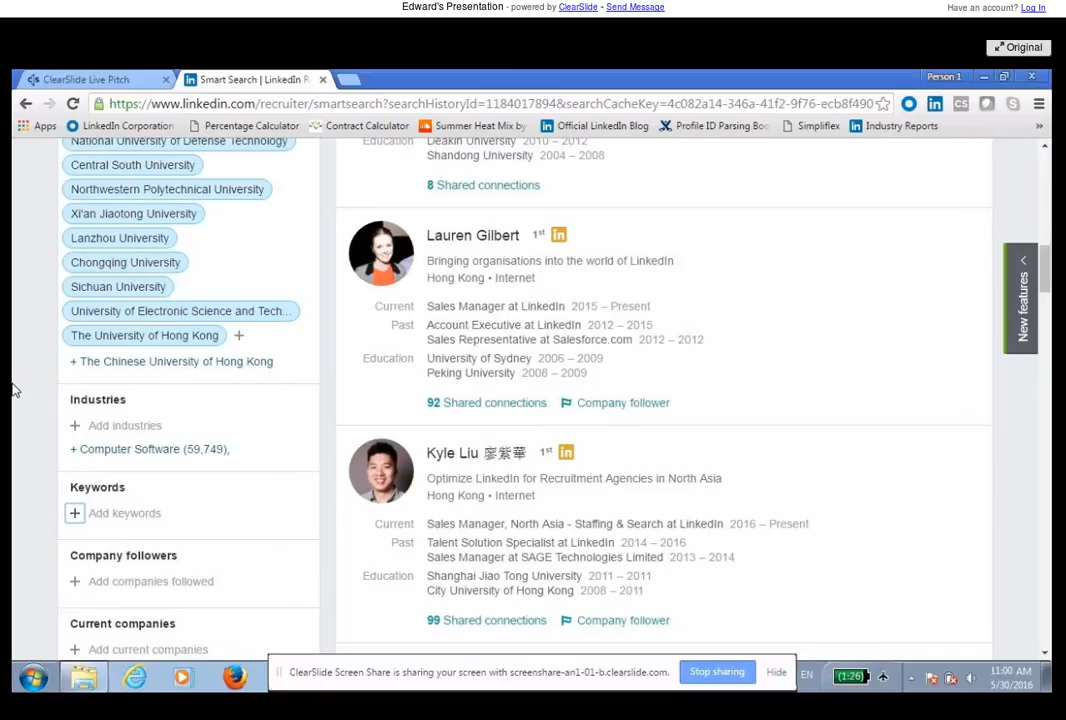 Edward's Presentation - powered by ClearSlide - Send Message
Have an account? Log In
Original
ClearSlide Live Pitch
Smart Search | LinkedIn R
Person 1
https://www.linkedin.com/recruiter/smartsearch?searchHistoryId=1184017894&searchCacheKey=4c082a14-346a-41f2-9f76-ecb8f490
Apps
LinkedIn Corporation
Percentage Calculator
Contract Calculator
Summer Heat Mix by
Official LinkedIn Blog
Profile ID Parsing Boo
Simpliflex
Industry Reports
»
National University of Defense Technology
Central South University
Northwestern Polytechnical University
Xi'an Jiaotong University
Lanzhou University
Chongqing University
Sichuan University
University of Electronic Science and Tech...
The University of Hong Kong +
+ The Chinese University of Hong Kong
Industries
+ Add industries
+ Computer Software (59,749),
Keywords
+ Add keywords
Company followers
+ Add companies followed
Current companies
+ Add current companies
Education Deakin University 2010 – 2012
Shandong University 2004 – 2008
8 Shared connections
Lauren Gilbert 1st in
Bringing organisations into the world of LinkedIn
Hong Kong • Internet
Current Sales Manager at LinkedIn 2015 – Present
Past Account Executive at LinkedIn 2012 – 2015
Sales Representative at Salesforce.com 2012 – 2012
Education University of Sydney 2006 – 2009
Peking University 2008 – 2009
92 Shared connections Company follower
Kyle Liu 廖紫華 1st in
Optimize LinkedIn for Recruitment Agencies in North Asia
Hong Kong • Internet
Current Sales Manager, North Asia - Staffing & Search at LinkedIn 2016 – Present
Past Talent Solution Specialist at LinkedIn 2014 – 2016
Sales Manager at SAGE Technologies Limited 2013 – 2014
Education Shanghai Jiao Tong University 2011 – 2011
City University of Hong Kong 2008 – 2011
99 Shared connections Company follower
New features
ClearSlide Screen Share is sharing your screen with screenshare-an1-01-b.clearslide.com.
Stop sharing
Hide
EN
(1:26)
11:00 AM
5/30/2016